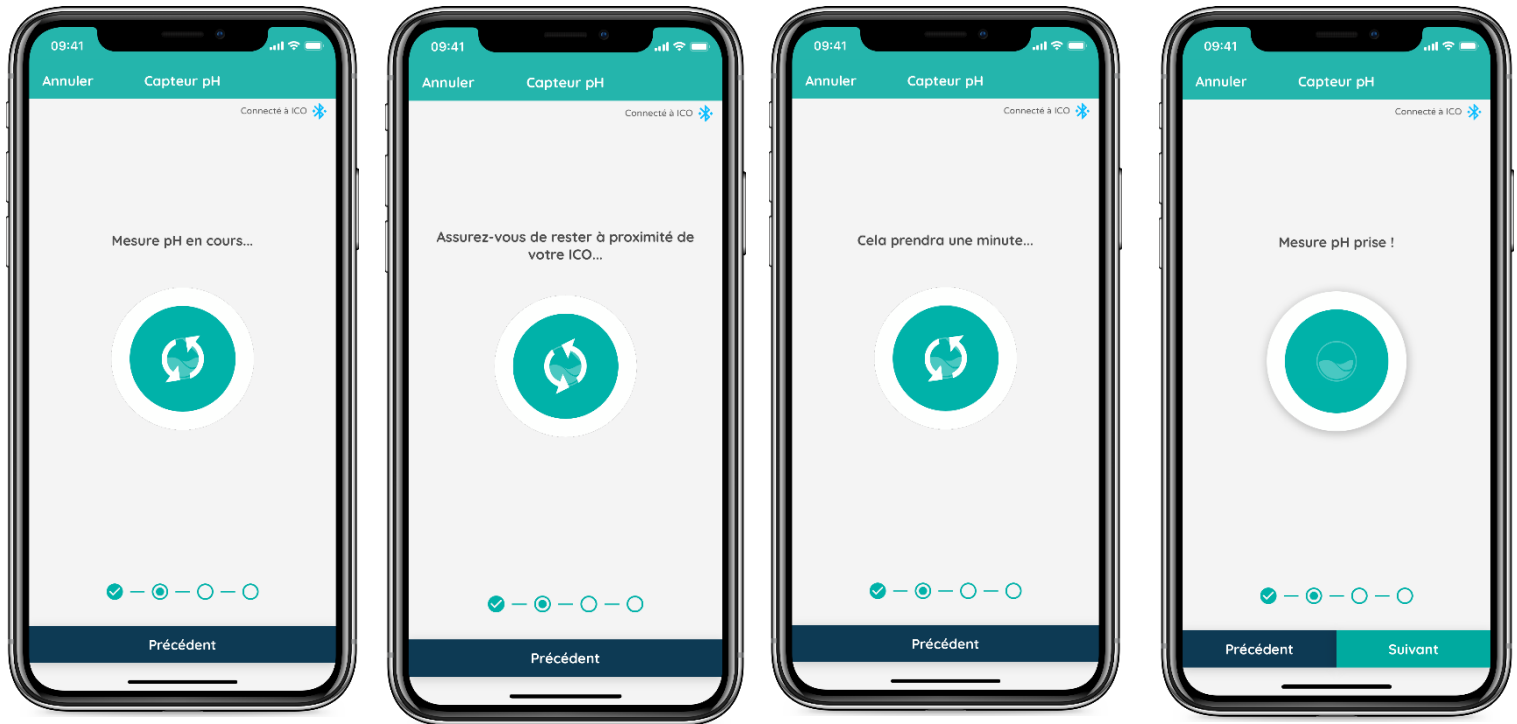 09:41
Annuler Capteur pH
Connecté à ICO
Mesure pH en cours...
Précédent
09:41
Annuler Capteur pH
Connecté à ICO
Assurez-vous de rester à proximité de
votre ICO...
Précédent
09:41
Annuler Capteur pH
Connecté à ICO
Cela prendra une minute...
Précédent
09:41
Annuler Capteur pH
Connecté à ICO
Mesure pH prise !
Précédent Suivant